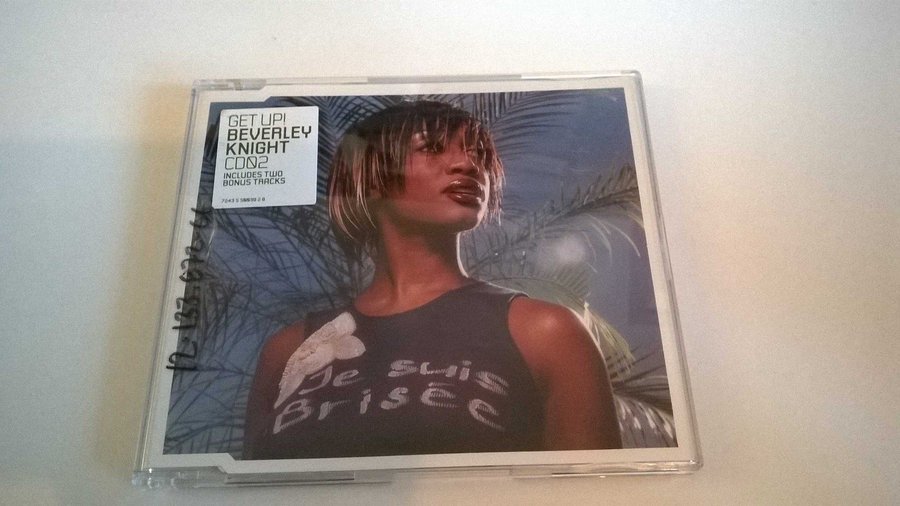 GET UP!
BEVERLEY
KNIGHT
CD02
INCLUDES TWO
BONUS TRACKS
Je suis
Brisée